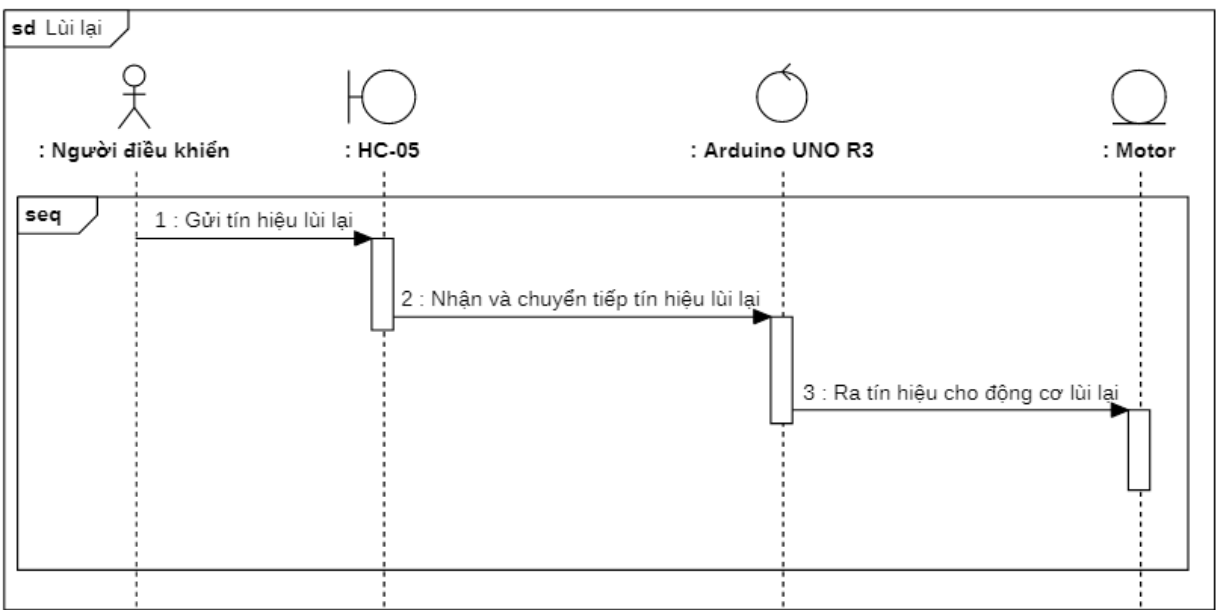 sd Lùi lại
: Người điều khiển
: HC-05
: Arduino UNO R3
: Motor
seq
1 : Gửi tín hiệu lùi lại
2 : Nhận và chuyển tiếp tín hiệu lùi lại
3 : Ra tín hiệu cho động cơ lùi lại